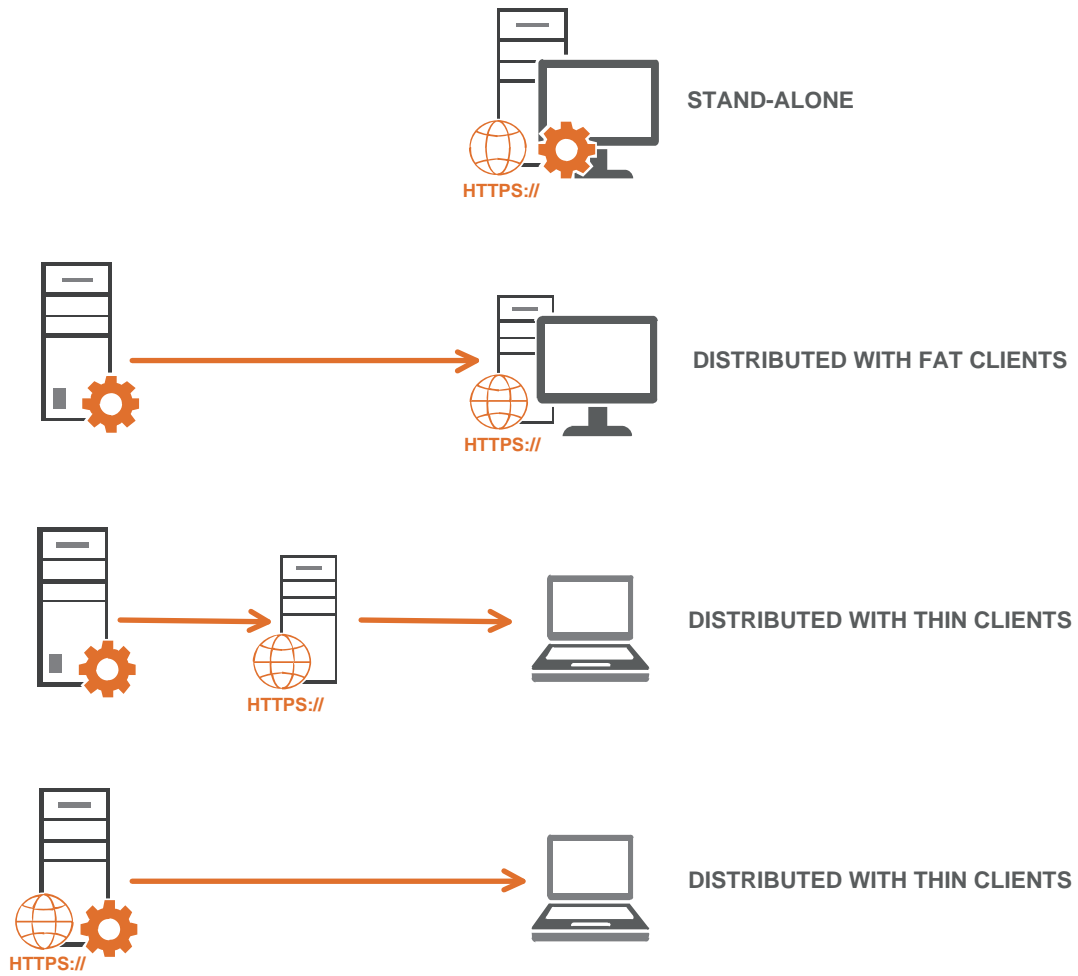 STAND-ALONE
HTTPS://
DISTRIBUTED WITH FAT CLIENTS
HTTPS://
DISTRIBUTED WITH THIN CLIENTS
HTTPS://
DISTRIBUTED WITH THIN CLIENTS
HTTPS://